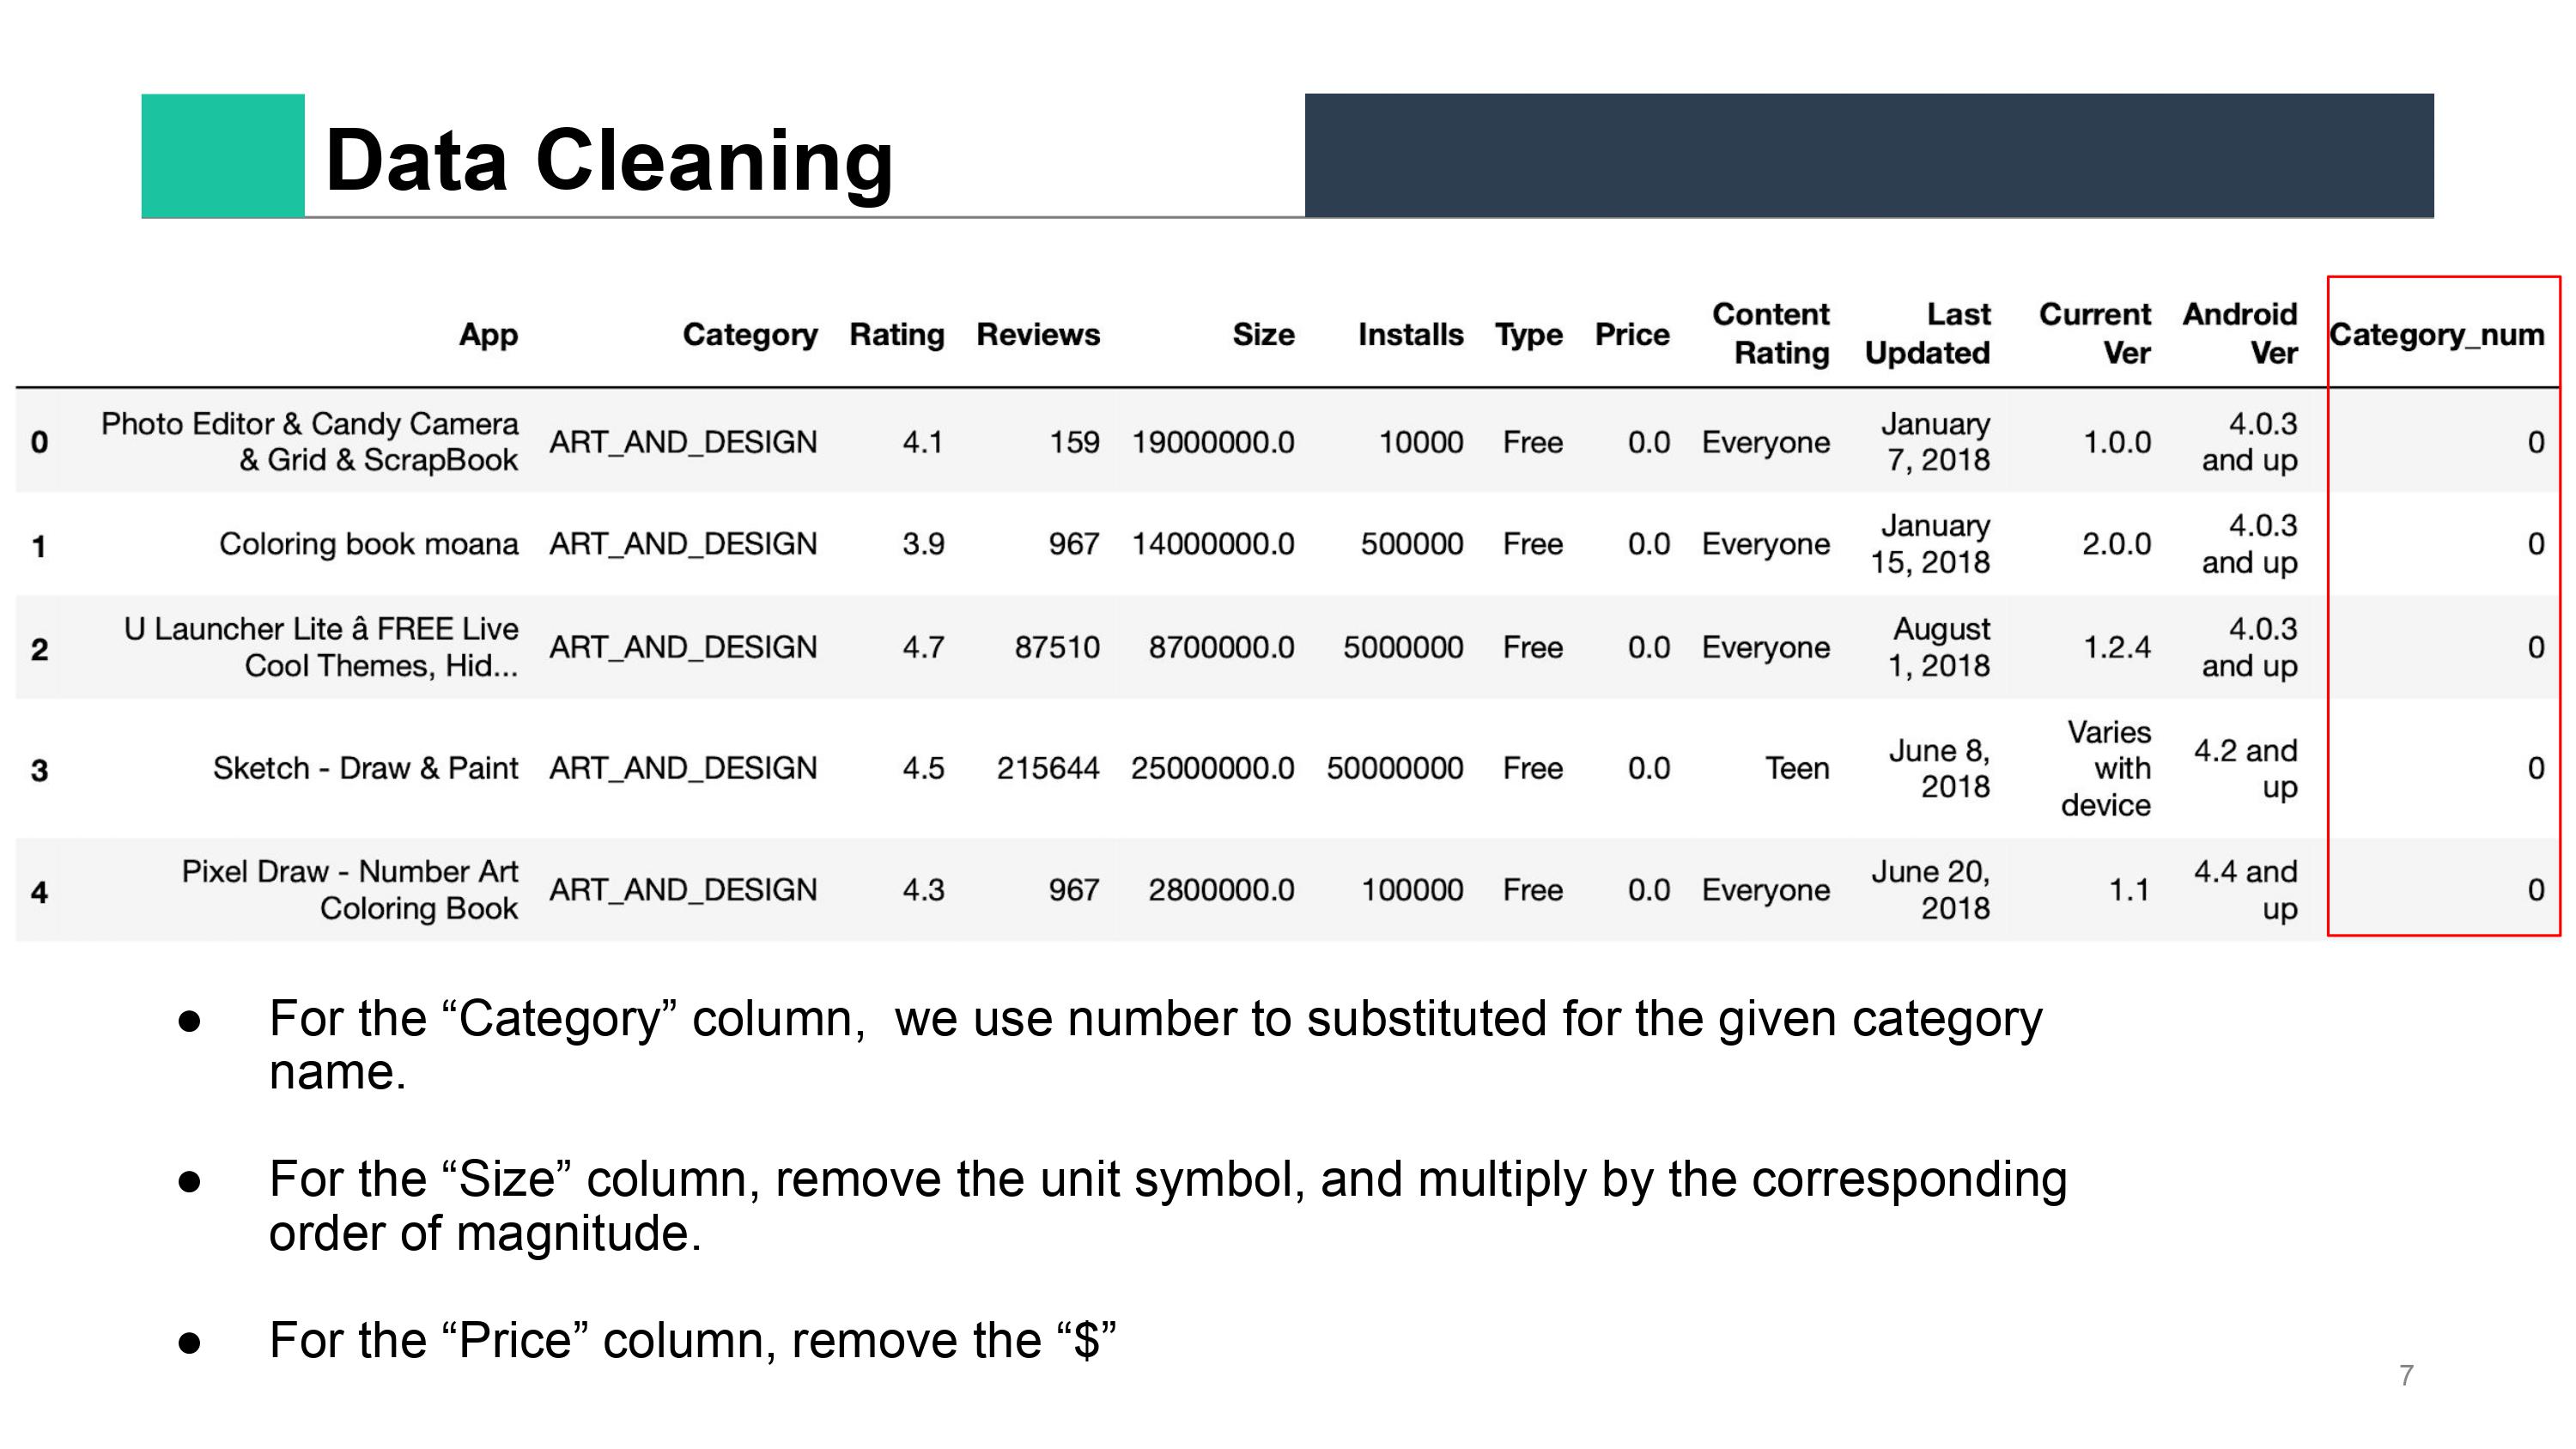 Data Cleaning
App Category Rating Reviews Size Installs Type Price Content Rating Last Updated Current Ver Android Ver Category_num
0 Photo Editor & Candy Camera & Grid & ScrapBook ART_AND_DESIGN 4.1 159 19000000.0 10000 Free 0.0 Everyone January 7, 2018 1.0.0 4.0.3 and up 0
1 Coloring book moana ART_AND_DESIGN 3.9 967 14000000.0 500000 Free 0.0 Everyone January 15, 2018 2.0.0 4.0.3 and up 0
2 U Launcher Lite â FREE Live Cool Themes, Hid... ART_AND_DESIGN 4.7 87510 8700000.0 5000000 Free 0.0 Everyone August 1, 2018 1.2.4 4.0.3 and up 0
3 Sketch - Draw & Paint ART_AND_DESIGN 4.5 215644 25000000.0 50000000 Free 0.0 Teen June 8, 2018 Varies with device 4.2 and up 0
4 Pixel Draw - Number Art Coloring Book ART_AND_DESIGN 4.3 967 2800000.0 100000 Free 0.0 Everyone June 20, 2018 1.1 4.4 and up 0
● For the “Category” column,  we use number to substituted for the given category
name.
● For the “Size” column, remove the unit symbol, and multiply by the corresponding
order of magnitude.
● For the “Price” column, remove the “$”
7